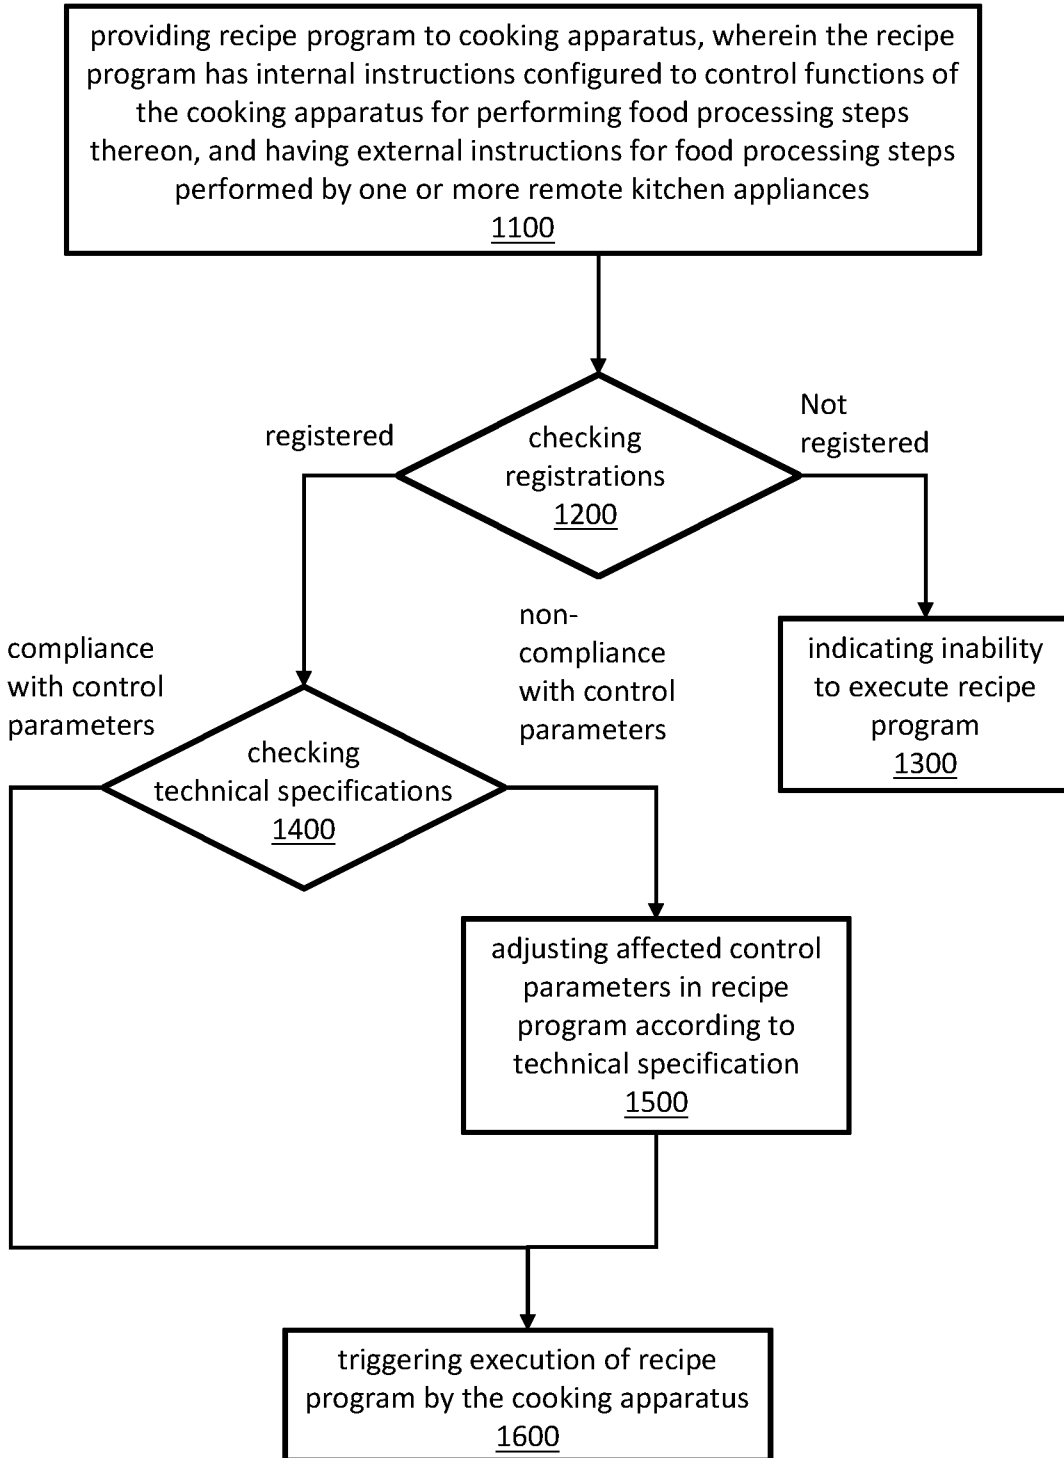 providing recipe program to cooking apparatus, wherein the recipe
program has internal instructions configured to control functions of
the cooking apparatus for performing food processing steps
thereon, and having external instructions for food processing steps
performed by one or more remote kitchen appliances
1100
registered
Not
registered
checking
registrations
1200
compliance
with control
parameters
non-
compliance
with control
parameters
indicating inability
to execute recipe
program
1300
checking
technical specifications
1400
adjusting affected control
parameters in recipe
program according to
technical specification
1500
triggering execution of recipe
program by the cooking apparatus
1600